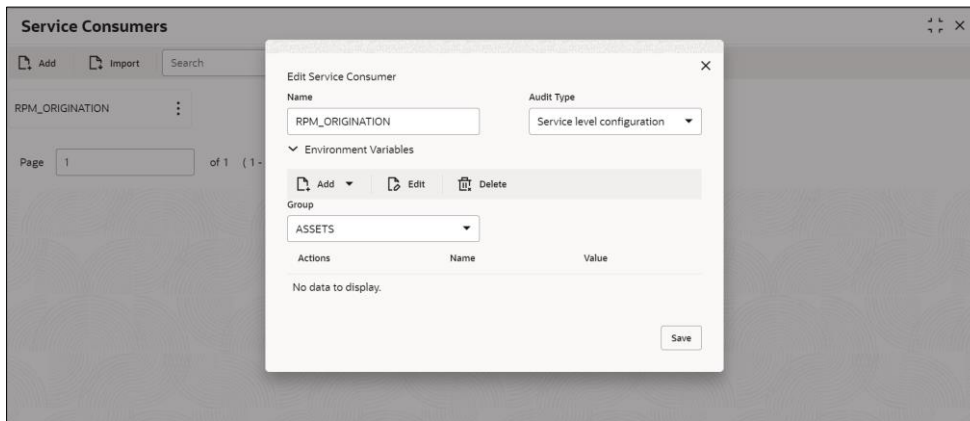 Service Consumers
Add
Import
Search
RPM_ORIGINATION
Page
1
of 1 (1-
Edit Service Consumer
Name
Audit Type
RPM_ORIGINATION
Service level configuration
Environment Variables
Add
Edit
Delete
Group
ASSETS
Actions Name Value
No data to display.
Save